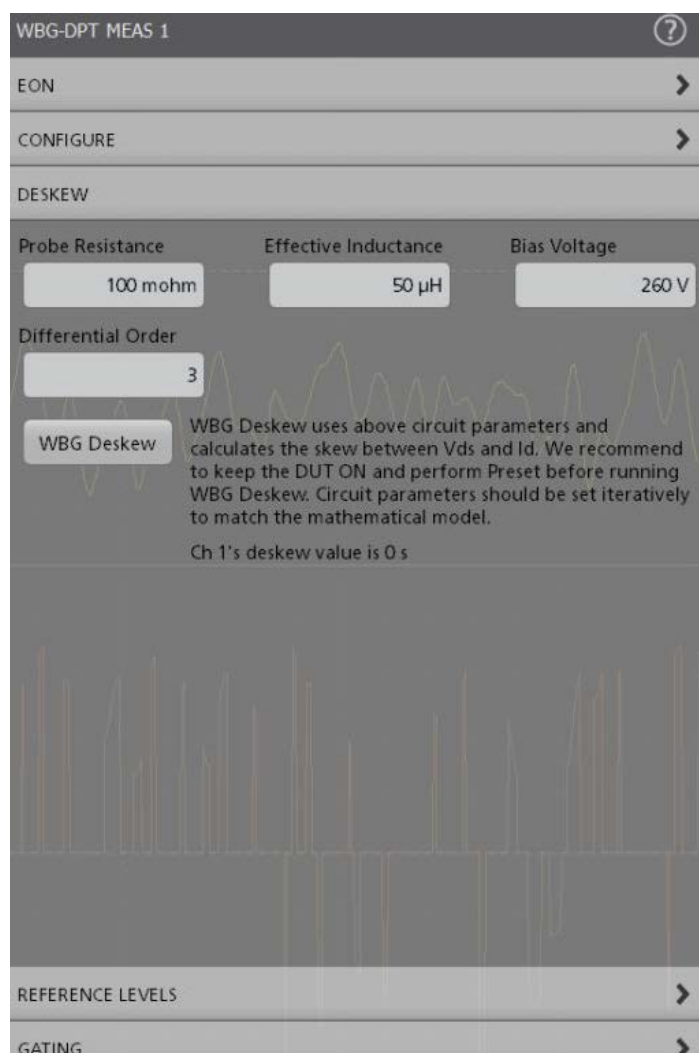 WBG-DPT MEAS 1
?
EON
CONFIGURE
DESKEW
Probe Resistance Effective Inductance Bias Voltage
100 mohm 50 µH 260 V
Differential Order
3
WBG Deskew
WBG Deskew uses above circuit parameters and
calculates the skew between Vds and Id. We recommend
to keep the DUT ON and perform Preset before running
WBG Deskew. Circuit parameters should be set iteratively
to match the mathematical model.
Ch 1's deskew value is 0 s
REFERENCE LEVELS
GATING